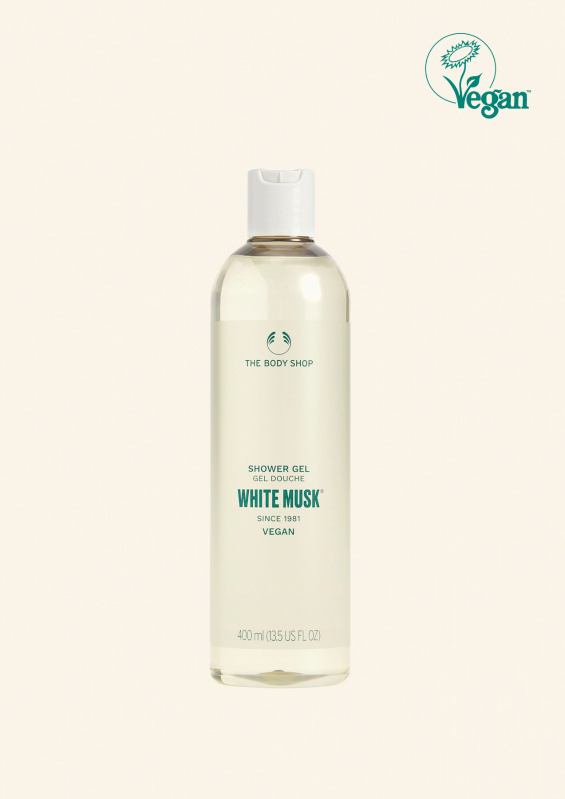 Vegan™
THE BODY SHOP
SHOWER GEL
GEL DOUCHE
WHITE MUSK®
SINCE 1981
VEGAN
400 ml (13.5 US FL OZ)